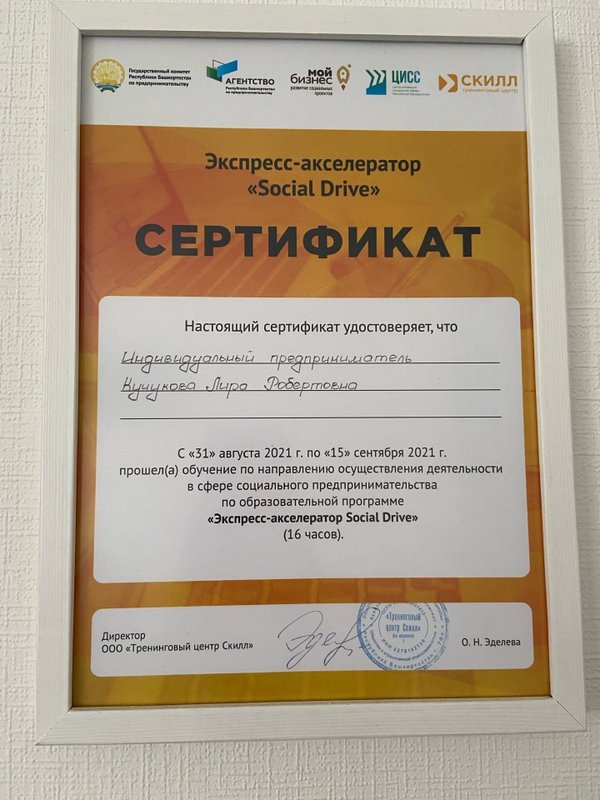 Государственный комитет
Республики Башкортостан
по предпринимательству
АГЕНТСТВО
Республики Башкортостан
по предпринимательству
МОЙ
бизнес
развитие социальных
проектов
ЦИСС
СКИЛЛ
тренинговый центр
Экспресс-акселератор
«Social Drive»
СЕРТИФИКАТ
Настоящий сертификат удостоверяет, что
Индивидуальный предприниматель
Кучукова Лира Робертовна
С «31» августа 2021 г. по «15» сентября 2021 г.
прошел(а) обучение по направлению осуществления деятельности
в сфере социального предпринимательства
по образовательной программе
«Экспресс-акселератор Social Drive»
(16 часов).
Директор
ООО «Тренинговый центр Скилл»
«Тренинговый
центр Скилл»
О. Н. Эделева